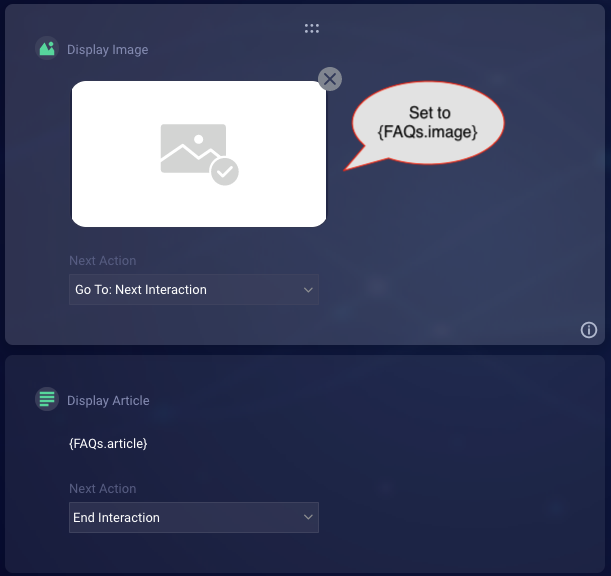 Display Image
Set to
{FAQs.image}
Next Action
Go To: Next Interaction
Display Article
{FAQs.article}
Next Action
End Interaction